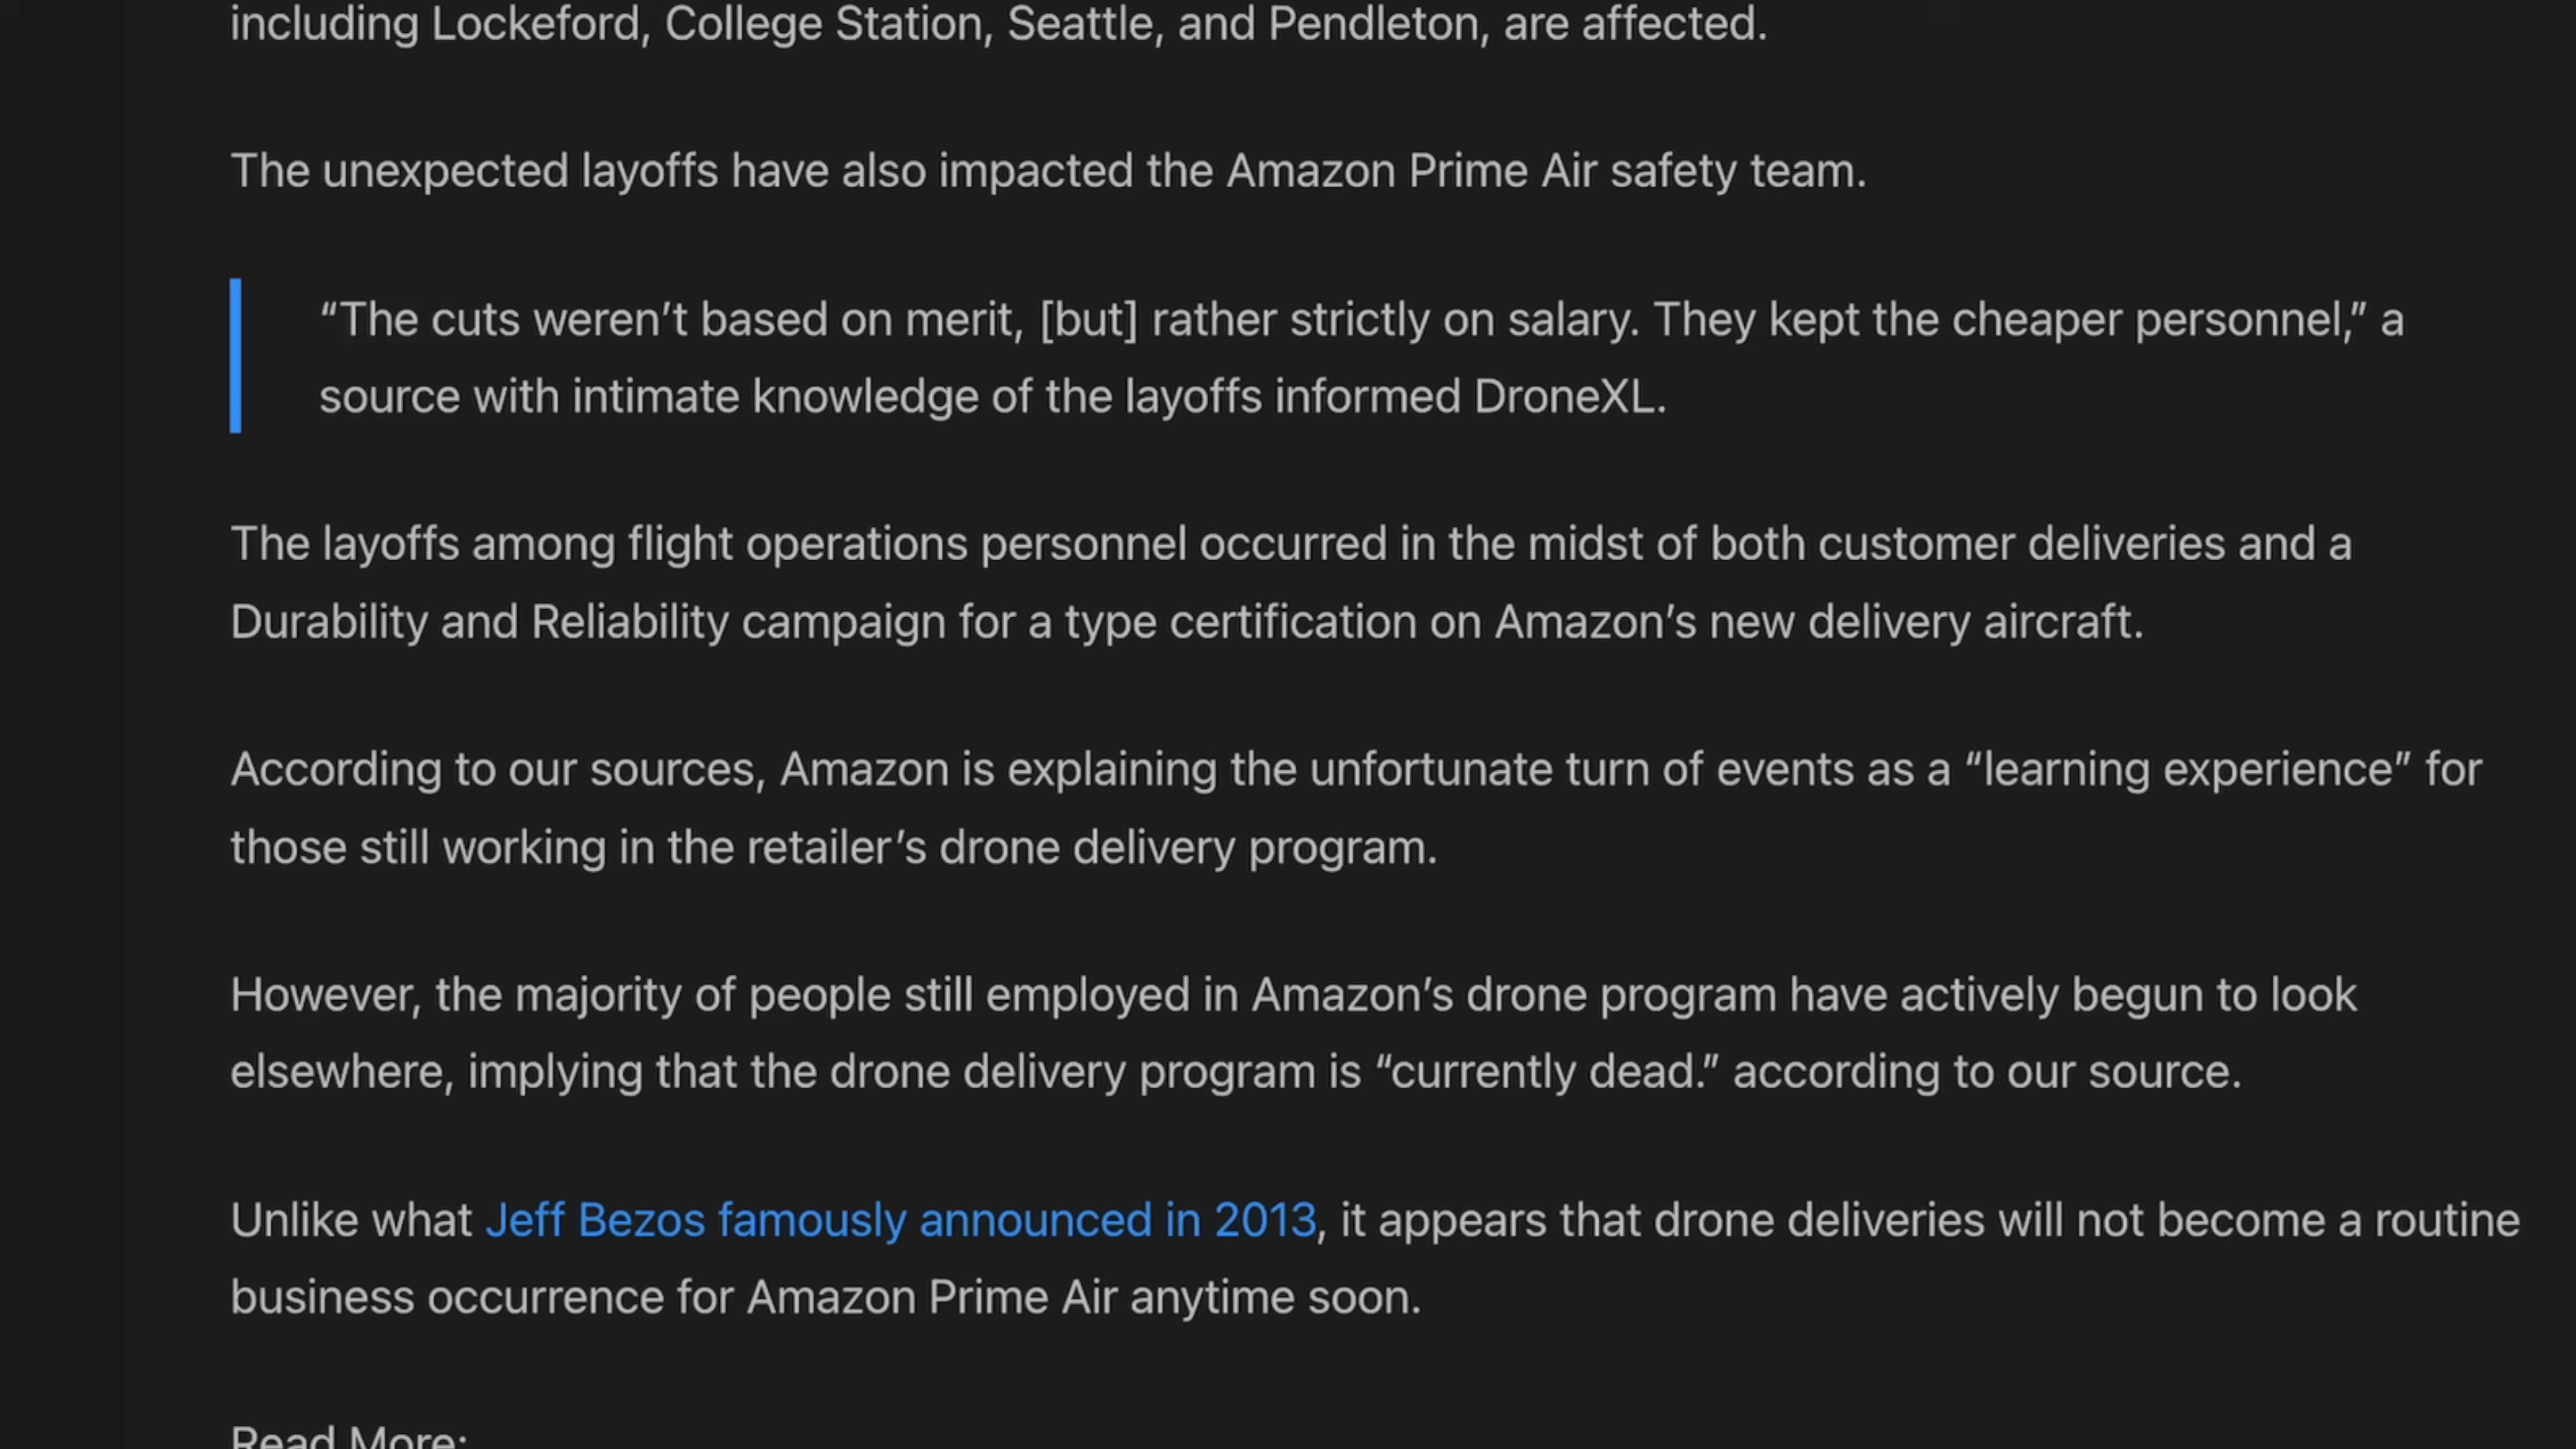 including Lockeford, College Station, Seattle, and Pendleton, are affected.
The unexpected layoffs have also impacted the Amazon Prime Air safety team.
“The cuts weren’t based on merit, [but] rather strictly on salary. They kept the cheaper personnel,” a
source with intimate knowledge of the layoffs informed DroneXL.
The layoffs among flight operations personnel occurred in the midst of both customer deliveries and a
Durability and Reliability campaign for a type certification on Amazon’s new delivery aircraft.
According to our sources, Amazon is explaining the unfortunate turn of events as a “learning experience” for
those still working in the retailer’s drone delivery program.
However, the majority of people still employed in Amazon’s drone program have actively begun to look
elsewhere, implying that the drone delivery program is “currently dead.” according to our source.
Unlike what Jeff Bezos famously announced in 2013, it appears that drone deliveries will not become a routine
business occurrence for Amazon Prime Air anytime soon.
Read More: